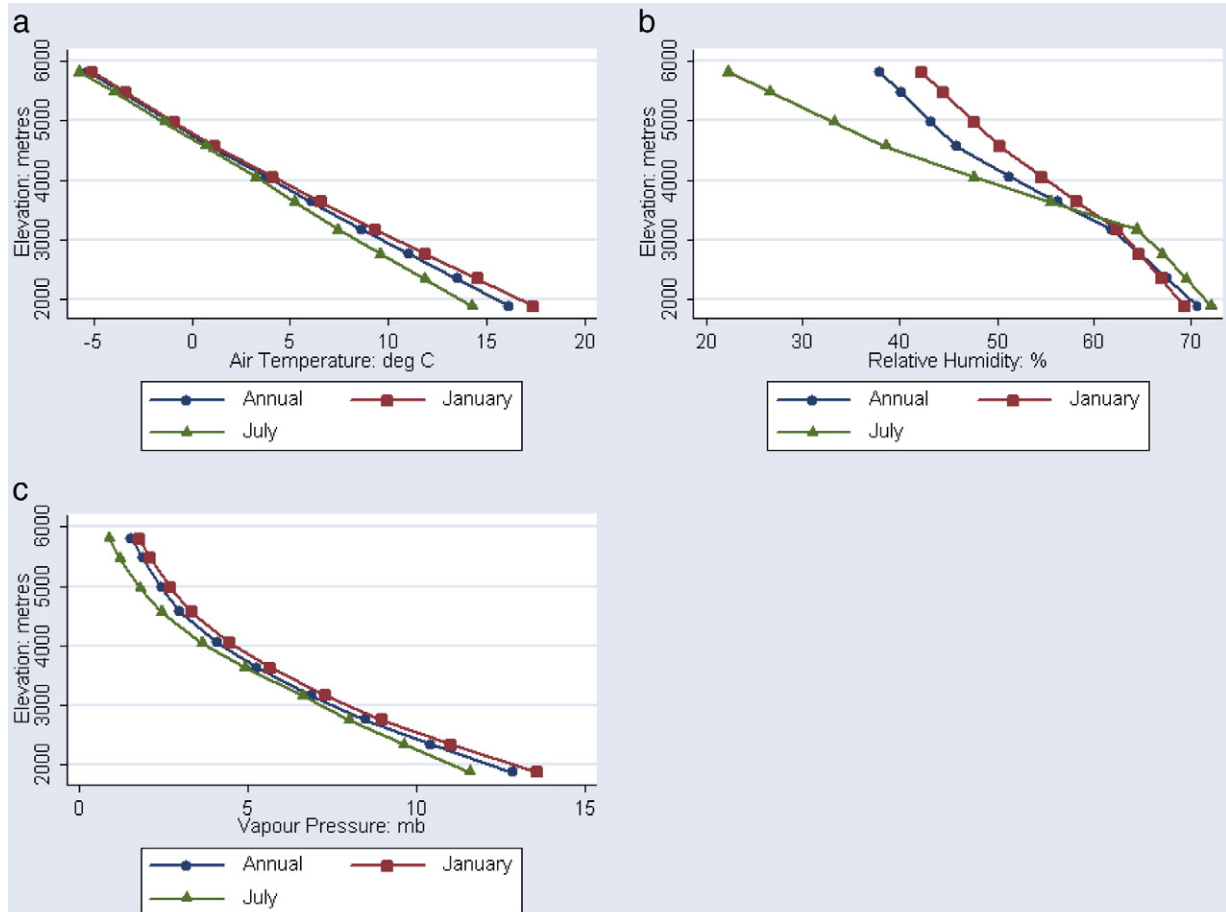 a
Elevation: metres
6000
5000
4000
3000
2000
-5 0 5 10 15 20
Air Temperature: deg C
Annual January
July
b
Elevation: metres
6000
5000
4000
3000
2000
20 30 40 50 60 70
Relative Humidity: %
Annual January
July
c
Elevation: metres
6000
5000
4000
3000
2000
0 5 10 15
Vapour Pressure: mb
Annual January
July